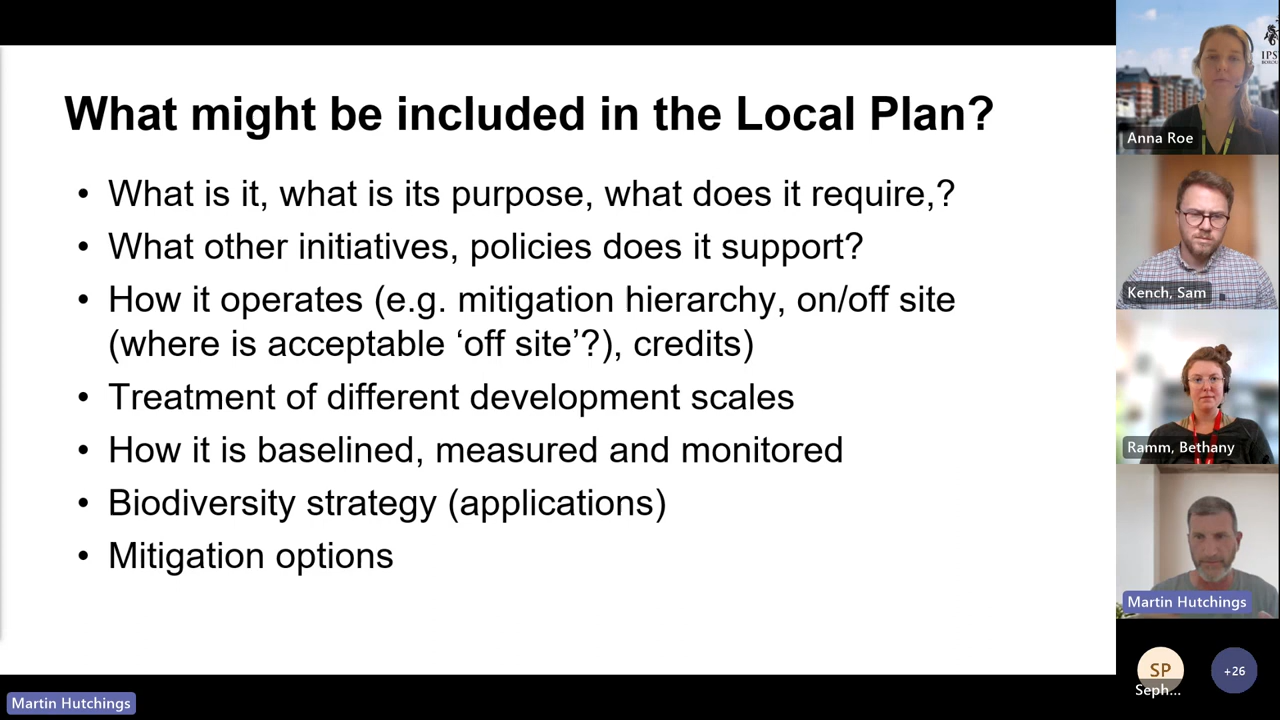 What might be included in the Local Plan?
• What is it, what is its purpose, what does it require,?
• What other initiatives, policies does it support?
• How it operates (e.g. mitigation hierarchy, on/off site
(where is acceptable ‘off site’?), credits)
• Treatment of different development scales
• How it is baselined, measured and monitored
• Biodiversity strategy (applications)
• Mitigation options
Martin Hutchings
IPS
Anna Roe
Kench, Sam
Ramm, Bethany
Martin Hutchings
SP
+26
Seph...